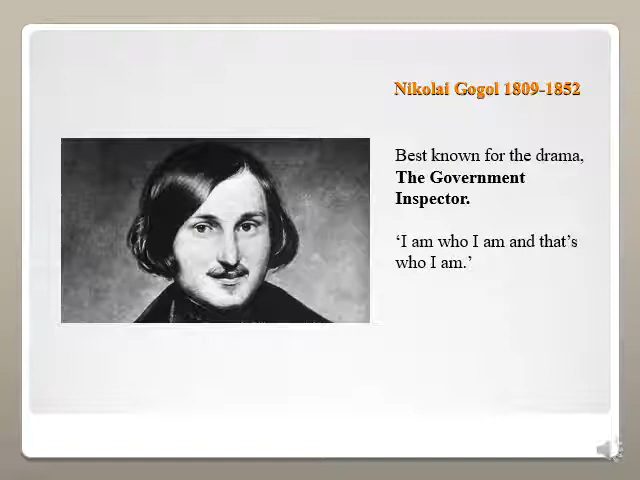 Nikolai Gogol 1809-1852
Best known for the drama,
The Government
Inspector.
‘I am who I am and that’s
who I am.’